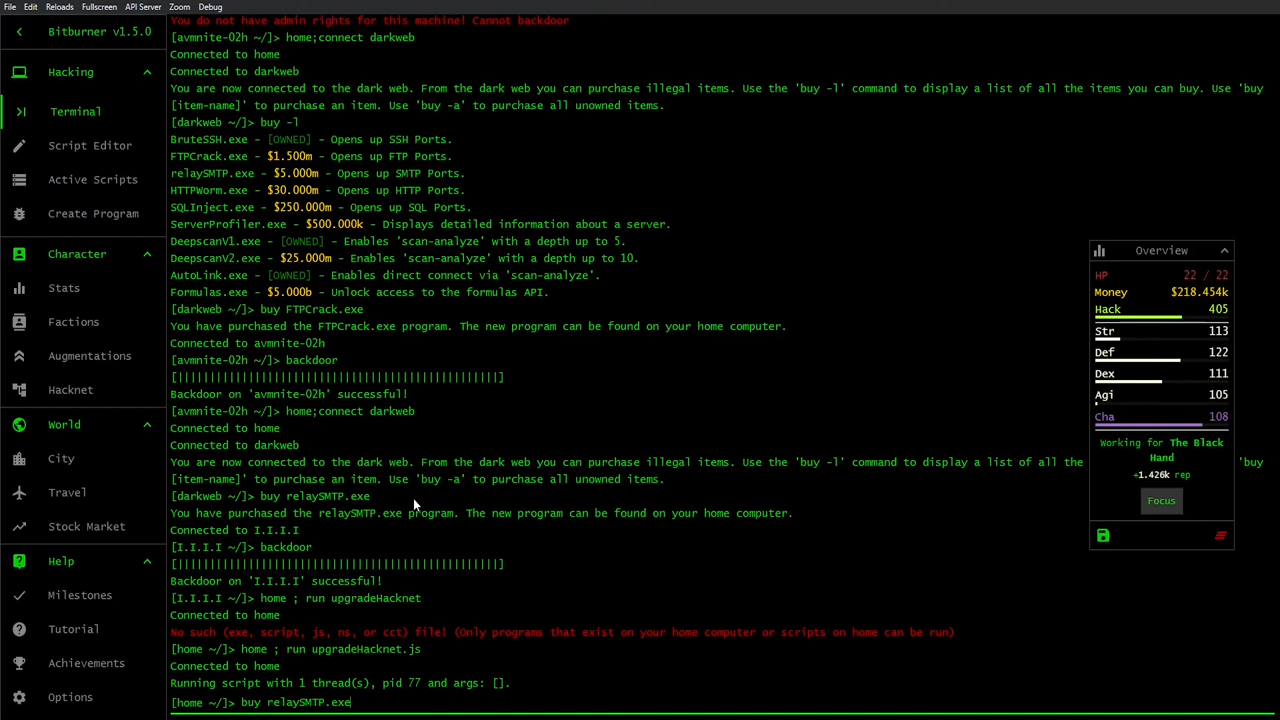 File Edit Reloads Fullscreen API Server Zoom Debug
Bitburner v1.5.0
Hacking
Terminal
Script Editor
Active Scripts
Create Program
Character
Stats
Factions
Augmentations
Hacknet
World
City
Travel
Stock Market
Help
Milestones
Tutorial
Achievements
Options
You do not have admin rights for this machine! Cannot backdoor
[avmnite-02h ~/]> home;connect darkweb
Connected to home
Connected to darkweb
You are now connected to the dark web. From the dark web you can purchase illegal items. Use the 'buy -l' command to display a list of all the items you can buy. Use 'buy
[item-name]' to purchase an item. Use 'buy -a' to purchase all unowned items.
[darkweb ~/]> buy -l
BruteSSH.exe - [OWNED] - Opens up SSH Ports.
FTPCrack.exe - $1.500m - Opens up FTP Ports.
relaySMTP.exe - $5.000m - Opens up SMTP Ports.
HTTPWorm.exe - $30.000m - Opens up HTTP Ports.
SQLInject.exe - $250.000m - Opens up SQL Ports.
ServerProfiler.exe - $500.000k - Displays detailed information about a server.
DeepscanV1.exe - [OWNED] - Enables 'scan-analyze' with a depth up to 5.
DeepscanV2.exe - $25.000m - Enables 'scan-analyze' with a depth up to 10.
AutoLink.exe - [OWNED] - Enables direct connect via 'scan-analyze'.
Formulas.exe - $5.000b - Unlock access to the formulas API.
[darkweb ~/]> buy FTPCrack.exe
You have purchased the FTPCrack.exe program. The new program can be found on your home computer.
Connected to avmnite-02h
[avmnite-02h ~/]> backdoor
[||||||||||||||||||||||||||||||||||||||||||||||||||]
Backdoor on 'avmnite-02h' successful!
[avmnite-02h ~/]> home;connect darkweb
Connected to home
Connected to darkweb
You are now connected to the dark web. From the dark web you can purchase illegal items. Use the 'buy -l' command to display a list of all the 'buy
[item-name]' to purchase an item. Use 'buy -a' to purchase all unowned items.
[darkweb ~/]> buy relaySMTP.exe
You have purchased the relaySMTP.exe program. The new program can be found on your home computer.
Connected to I.I.I.I
[I.I.I.I ~/]> backdoor
[||||||||||||||||||||||||||||||||||||||||||||||||||]
Backdoor on 'I.I.I.I' successful!
[I.I.I.I ~/]> home ; run upgradeHacknet
Connected to home
No such (exe, script, js, ns, or cct) file! (Only programs that exist on your home computer or scripts on home can be run)
[home ~/]> home ; run upgradeHacknet.js
Connected to home
Running script with 1 thread(s), pid 77 and args: [].
[home ~/]> buy relaySMTP.exe
Overview
HP 22 / 22
Money $218.454k
Hack 405
Str 113
Def 122
Dex 111
Agi 105
Cha 108
Working for The Black
Hand
+1.426k rep
Focus